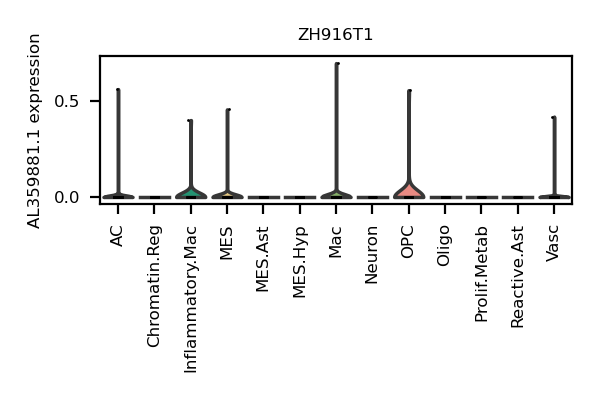 ZH916T1
AL359881.1 expression
0.5
0.0
AC
Chromatin.Reg
Inflammatory.Mac
MES
MES.Ast
MES.Hyp
Mac
Neuron
OPC
Oligo
Prolif.Metab
Reactive.Ast
Vasc